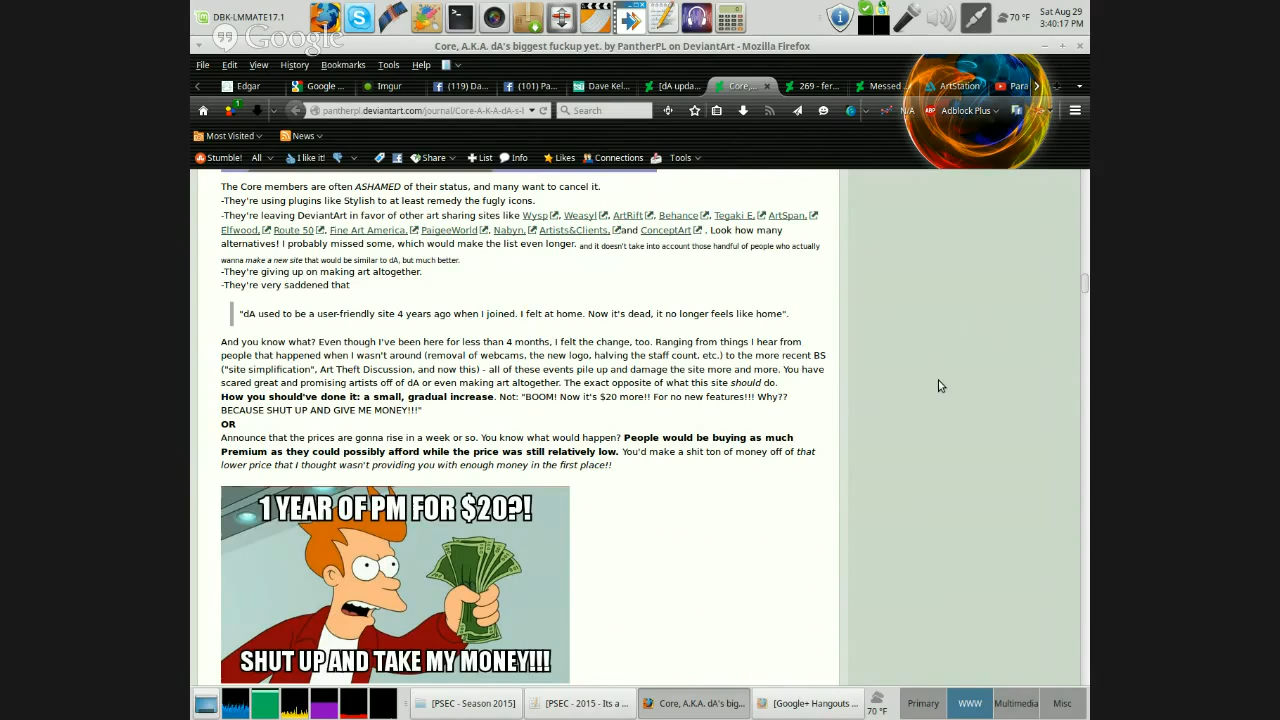 DBK-LMMATE17.1
70 °F
Sat Aug 29
3:40:17 PM
Google
Core, A.K.A. dA's biggest fuckup yet. by PantherPL on DeviantArt - Mozilla Firefox
File Edit View History Bookmarks Tools Help
Edgar
Google ...
Imgur
(119) Da...
(101) Pa...
Dave Kel...
[dA upda...
Core,...
269 - fer...
Messed
ArtStation
Para
pantherpl.deviantart.com/journal/Core-A-K-A-dA-s-l
Search
N/A
ABP
Adblock Plus
Most Visited
News
Stumble! All I like it! Share List Info Likes Connections Tools
The Core members are often ASHAMED of their status, and many want to cancel it.
-They're using plugins like Stylish to at least remedy the fugly icons.
-They're leaving DeviantArt in favor of other art sharing sites like Wysp, Weasyl, ArtRift, Behance, Tegaki E, ArtSpan,
Elfwood, Route 50, Fine Art America, PaigeeWorld, Nabyn, Artists&Clients, and ConceptArt . Look how many
alternatives! I probably missed some, which would make the list even longer. and it doesn't take into account those handful of people who actually
wanna make a new site that would be similar to dA, but much better.
-They're giving up on making art altogether.
-They're very saddened that
"dA used to be a user-friendly site 4 years ago when I joined. I felt at home. Now it's dead, it no longer feels like home".
And you know what? Even though I've been here for less than 4 months, I felt the change, too. Ranging from things I hear from
people that happened when I wasn't around (removal of webcams, the new logo, halving the staff count, etc.) to the more recent BS
("site simplification", Art Theft Discussion, and now this) - all of these events pile up and damage the site more and more. You have
scared great and promising artists off of dA or even making art altogether. The exact opposite of what this site should do.
How you should've done it: a small, gradual increase. Not: "BOOM! Now it's $20 more!! For no new features!!! Why??
BECAUSE SHUT UP AND GIVE ME MONEY!!!"
OR
Announce that the prices are gonna rise in a week or so. You know what would happen? People would be buying as much
Premium as they could possibly afford while the price was still relatively low. You'd make a shit ton of money off of that
lower price that I thought wasn't providing you with enough money in the first place!!
1 YEAR OF PM FOR $20?!
SHUT UP AND TAKE MY MONEY!!!
[PSEC - Season 2015]
[PSEC - 2015 - Its a ...
Core, A.K.A. dA's big...
[Google+ Hangouts ...
70 °F
Primary
WWW
Multimedia
Misc